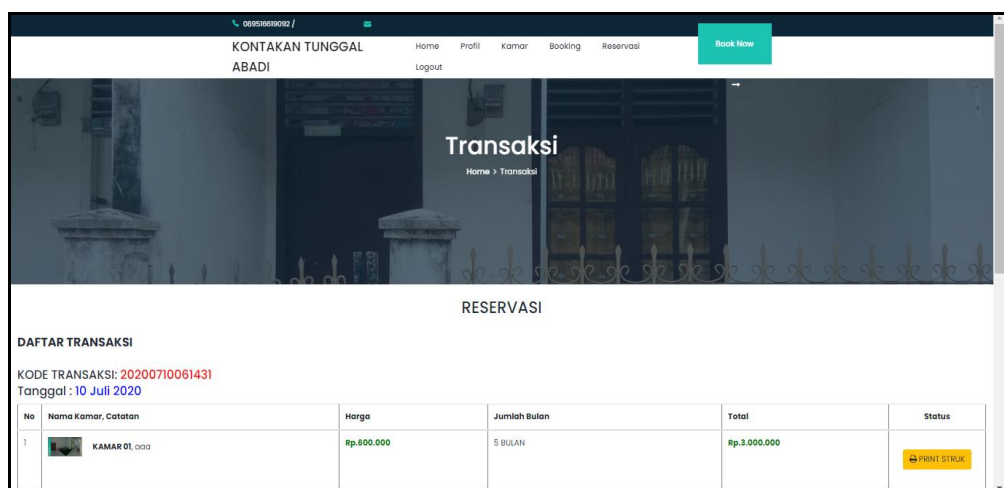 089516619092 /
KONTAKAN TUNGGAL
ABADI
Home Profil Kamar Booking Reservasi
Logout
Book Now
Transaksi
Home > Transaksi
RESERVASI
DAFTAR TRANSAKSI
KODE TRANSAKSI: 20200710061431
Tanggal : 10 Juli 2020
No Nama Kamar, Catatan Harga Jumlah Bulan Total Status
1 KAMAR 01, aaa Rp.600.000 5 BULAN Rp.3.000.000
PRINT STRUK